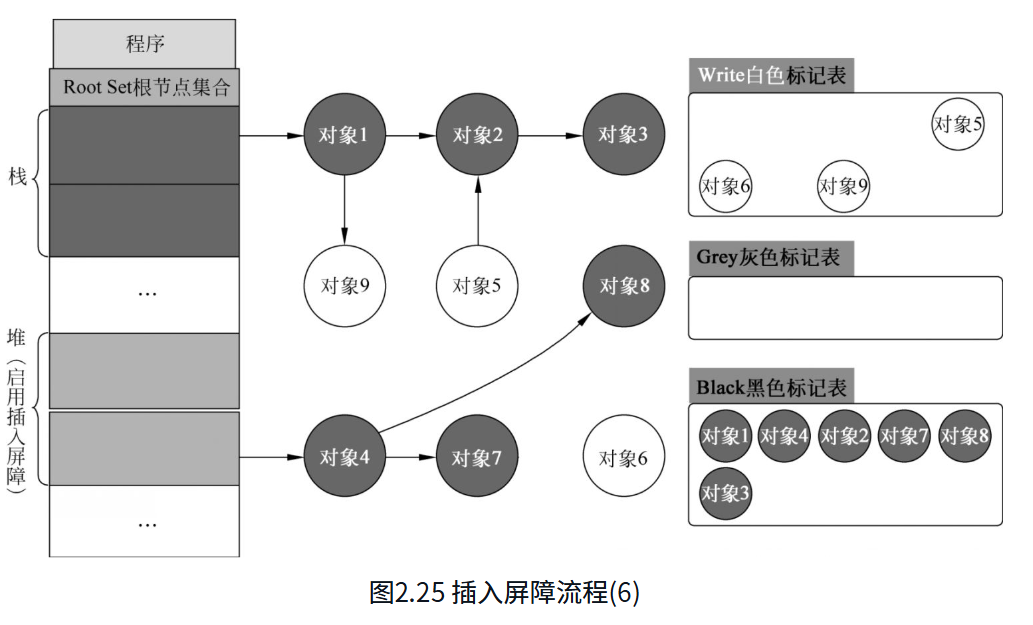 程序
Root Set根节点集合
栈
...
堆（启用插入屏障）
...
对象1
对象2
对象3
对象9
对象5
对象8
对象4
对象7
对象6
Write白色标记表
对象5
对象6
对象9
Grey灰色标记表
Black黑色标记表
对象1 对象4 对象2 对象7 对象8
对象3
图2.25 插入屏障流程(6)